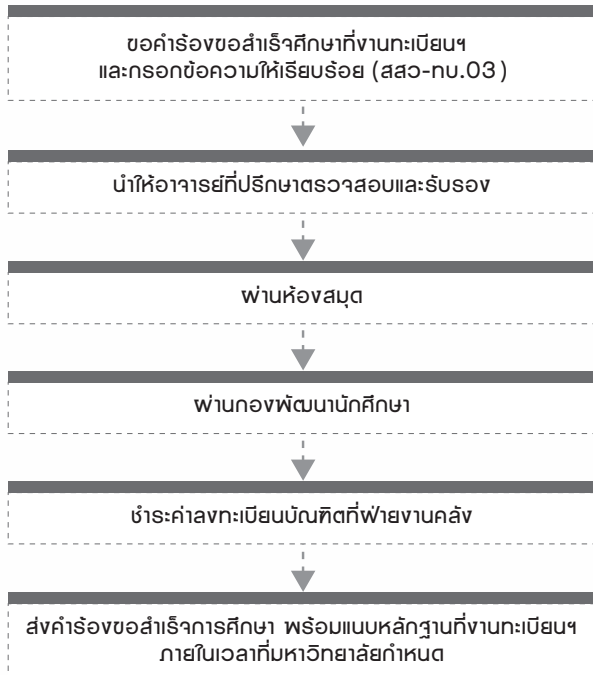 ขอคำร้องขอสำเร็จศึกษาที่งานทะเบียนฯ
และกรอกข้อความให้เรียบร้อย (สสว-ทบ.03)
นำให้อาจารย์ที่ปรึกษาตรวจสอบและรับรอง
ผ่านห้องสมุด
ผ่านกองพัฒนานักศึกษา
ชำระค่าลงทะเบียนบัณฑิตที่ฝ่ายงานคลัง
ส่งคำร้องขอสำเร็จการศึกษา พร้อมแนบหลักฐานที่งานทะเบียนฯ
ภายในเวลาที่มหาวิทยาลัยกำหนด